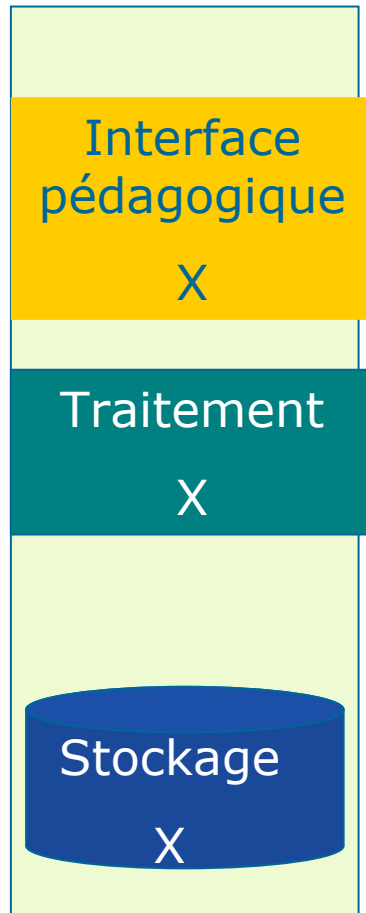 Interface
pédagogique
X
Traitement
X
Stockage
X